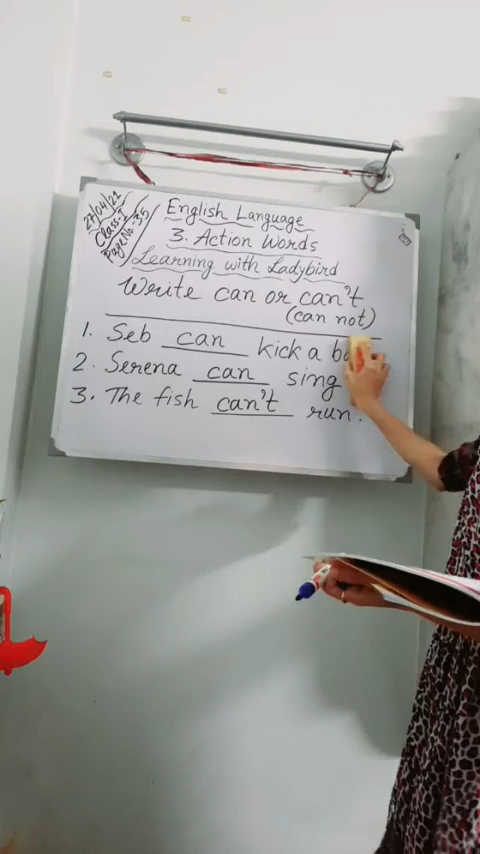 27/04/21
Class-I
Page No.-35
English Language
3. Action Words
Learning with Ladybird
Write can or can't
(can not)
1. Seb can kick a
2. Serena can sing
3. The fish can't run.